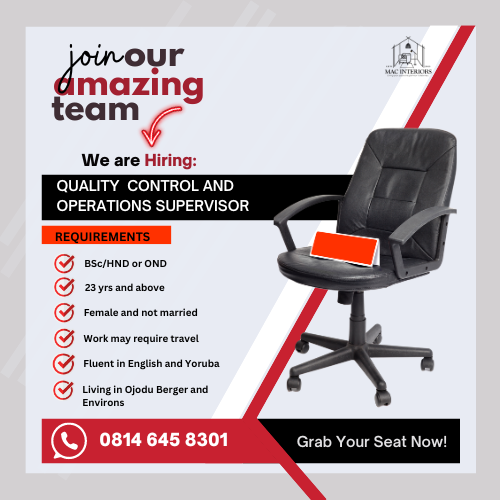 join our
amazing
team
MAC INTERIORS
We are Hiring:
QUALITY CONTROL AND
OPERATIONS SUPERVISOR
REQUIREMENTS
BSc/HND or OND
23 yrs and above
Female and not married
Work may require travel
Fluent in English and Yoruba
Living in Ojodu Berger and
Environs
0814 645 8301
Grab Your Seat Now!